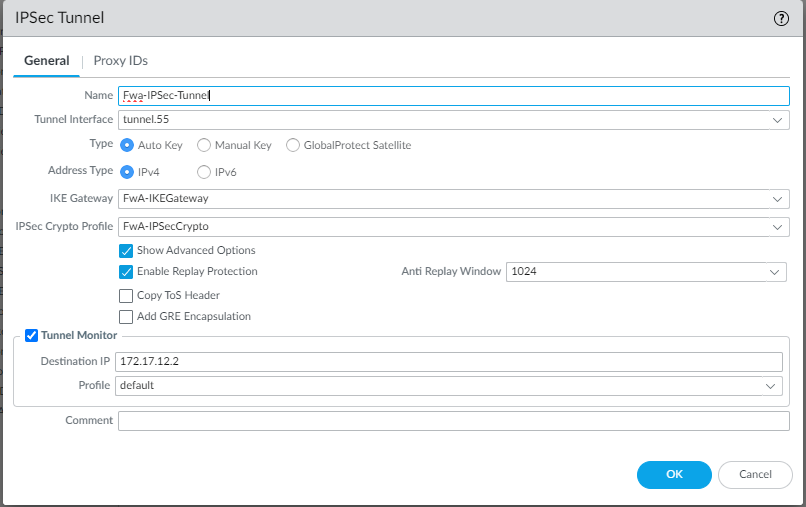 IPSec Tunnel
General | Proxy IDs
Name Fwa-IPSec-Tunnel
Tunnel Interface tunnel.55
Type Auto Key Manual Key GlobalProtect Satellite
Address Type IPv4 IPv6
IKE Gateway FwA-IKEGateway
IPSec Crypto Profile FwA-IPSecCrypto
Show Advanced Options
Enable Replay Protection Anti Replay Window 1024
Copy ToS Header
Add GRE Encapsulation
Tunnel Monitor
Destination IP 172.17.12.2
Profile default
Comment
OK Cancel